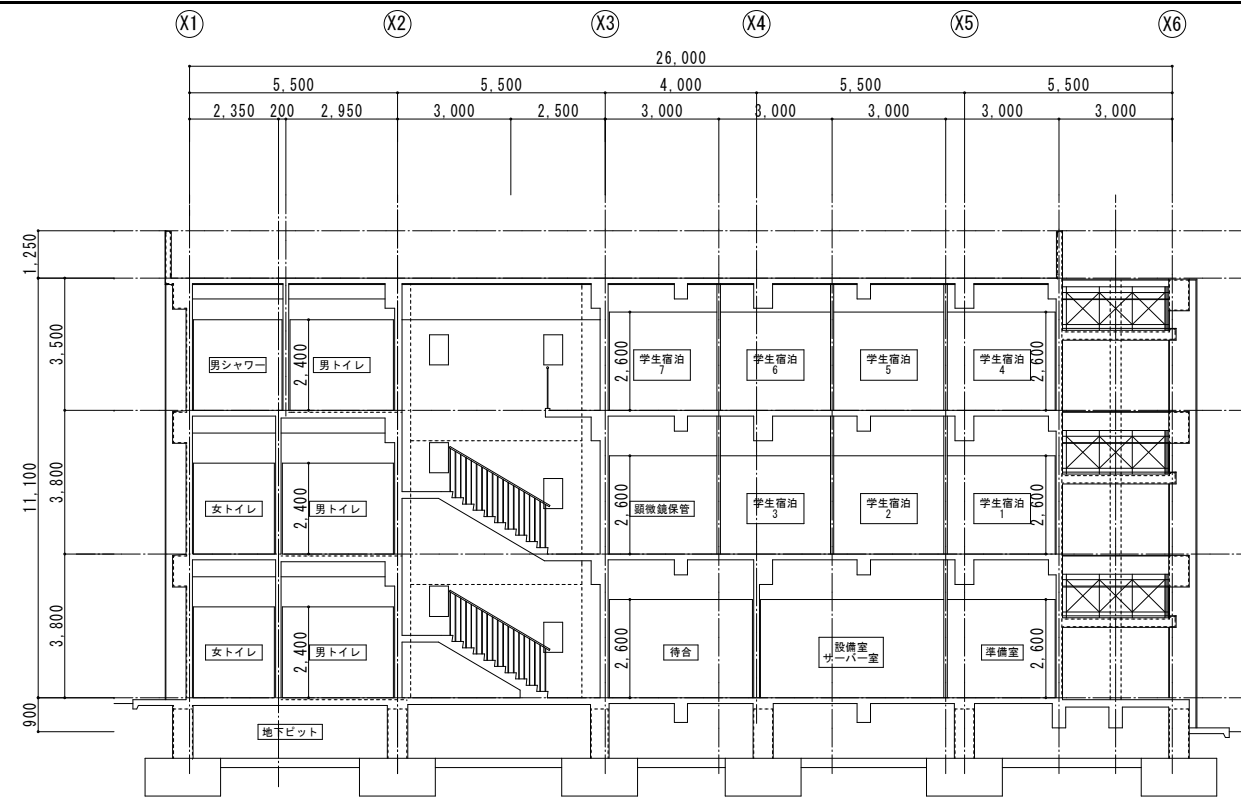 X1 X2 X3 X4 X5 X6
26,000
5,500 5,500 4,000 5,500 5,500
2,350 200 2,950 3,000 2,500 3,000 3,000 3,000 3,000 3,000
1,250
3,500
11,100
3,800
3,800
900
男シャワー 2,400 男トイレ 2,600 学生宿泊 学生宿泊 学生宿泊 学生宿泊 2,600
7 6 5 4
女トイレ 2,400 男トイレ 2,600 顕微鏡保管 学生宿泊 学生宿泊 学生宿泊 2,600
3 2 1
女トイレ 2,400 男トイレ 2,600 待合 設備室 準備室 2,600
サーバー室
地下ピット